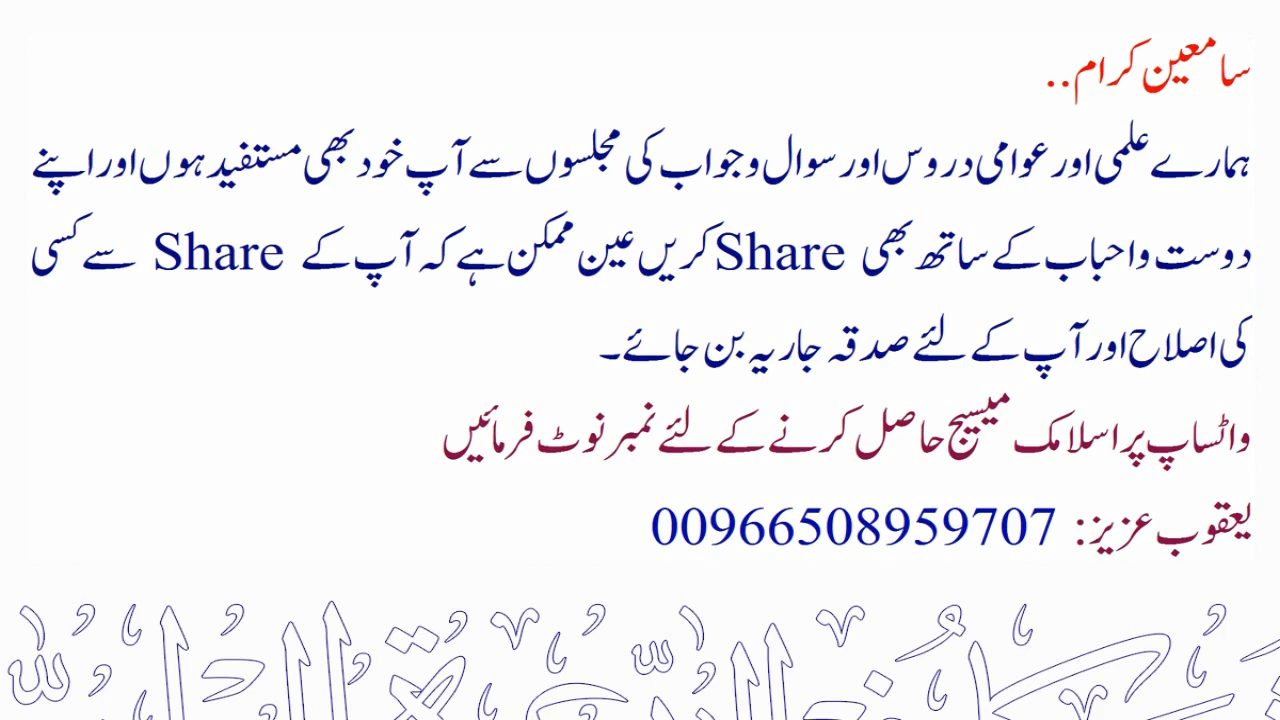 سامعین کرام..
ہمارے علمی اور عوامی دروس اور سوال وجواب کی مجلسوں سے آپ خود بھی مستفید ہوں اور اپنے
دوست واحباب کے ساتھ بھی Share کریں عین ممکن ہے کہ آپ کے Share سے کسی
کی اصلاح اور آپ کے لئے صدقہ جاریہ بن جائے۔
واٹساپ پر اسلامک میسیج حاصل کرنے کے لئے نمبر نوٹ فرمائیں
یعقوب عزیز: 00966508959707